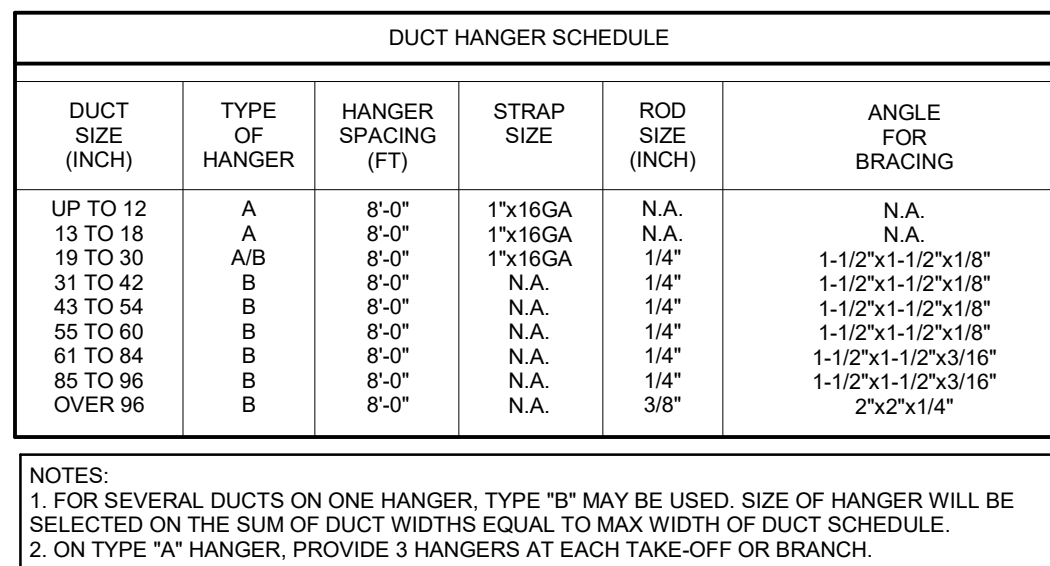 DUCT HANGER SCHEDULE
DUCT SIZE (INCH) TYPE OF HANGER HANGER SPACING (FT) STRAP SIZE ROD SIZE (INCH) ANGLE FOR BRACING
UP TO 12 A 8'-0" 1"x16GA N.A. N.A.
13 TO 18 A 8'-0" 1"x16GA N.A. N.A.
19 TO 30 A/B 8'-0" 1"x16GA 1/4" 1-1/2"x1-1/2"x1/8"
31 TO 42 B 8'-0" N.A. 1/4" 1-1/2"x1-1/2"x1/8"
43 TO 54 B 8'-0" N.A. 1/4" 1-1/2"x1-1/2"x1/8"
55 TO 60 B 8'-0" N.A. 1/4" 1-1/2"x1-1/2"x1/8"
61 TO 84 B 8'-0" N.A. 1/4" 1-1/2"x1-1/2"x3/16"
85 TO 96 B 8'-0" N.A. 1/4" 1-1/2"x1-1/2"x3/16"
OVER 96 B 8'-0" N.A. 3/8" 2"x2"x1/4"
NOTES:
1. FOR SEVERAL DUCTS ON ONE HANGER, TYPE "B" MAY BE USED. SIZE OF HANGER WILL BE
SELECTED ON THE SUM OF DUCT WIDTHS EQUAL TO MAX WIDTH OF DUCT SCHEDULE.
2. ON TYPE "A" HANGER, PROVIDE 3 HANGERS AT EACH TAKE-OFF OR BRANCH.